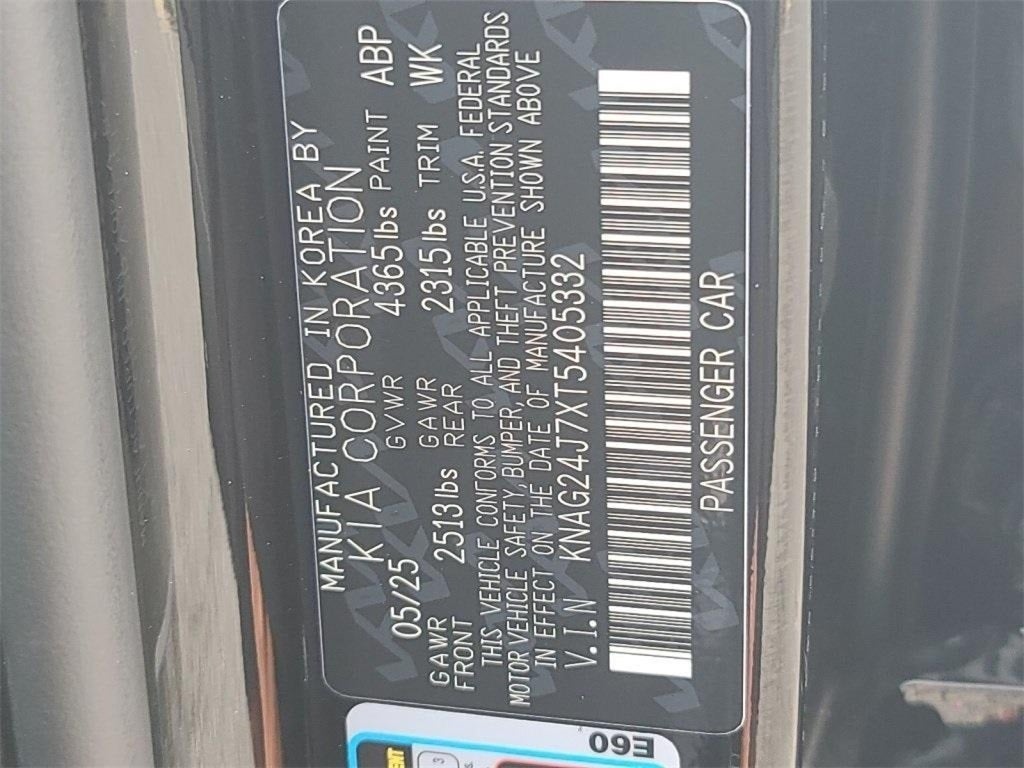 MANUFACTURED IN KOREA BY
KIA CORPORATION
05/25 GVWR 4365lbs PAINT ABP
GAWR FRONT 2513lbs GAWR REAR 2315lbs TRIM WK
THIS VEHICLE CONFORMS TO ALL APPLICABLE U.S.A. FEDERAL
MOTOR VEHICLE SAFETY, BUMPER, AND THEFT PREVENTION STANDARDS
IN EFFECT ON THE DATE OF MANUFACTURE SHOWN ABOVE
V.I.N KNAG24J7XT5405332
PASSENGER CAR
E60
3